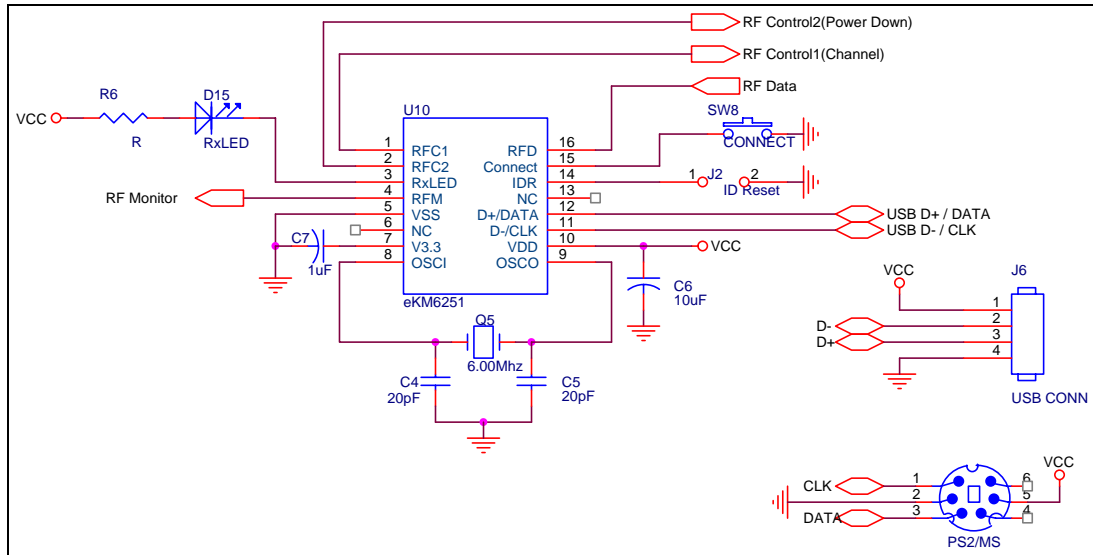 RF Control2(Power Down)
RF Control1(Channel)
RF Data
R6
D15
VCC
R
RxLED
U10
SW8
CONNECT
1
RFC1
RFD
16
2
RFC2
Connect
15
3
RxLED
IDR
14
1
J2
2
ID Reset
4
RFM
NC
13
RF Monitor
5
VSS
D+/DATA
12
USB D+ / DATA
6
NC
D-/CLK
11
USB D- / CLK
7
V3.3
VDD
10
VCC
8
OSCI
OSCO
9
C7
1uF
eKM6251
C6
10uF
Q5
6.00Mhz
C4
20pF
C5
20pF
VCC
J6
1
D-
2
D+
3
4
USB CONN
VCC
CLK
1
6
2
5
DATA
3
4
PS2/MS